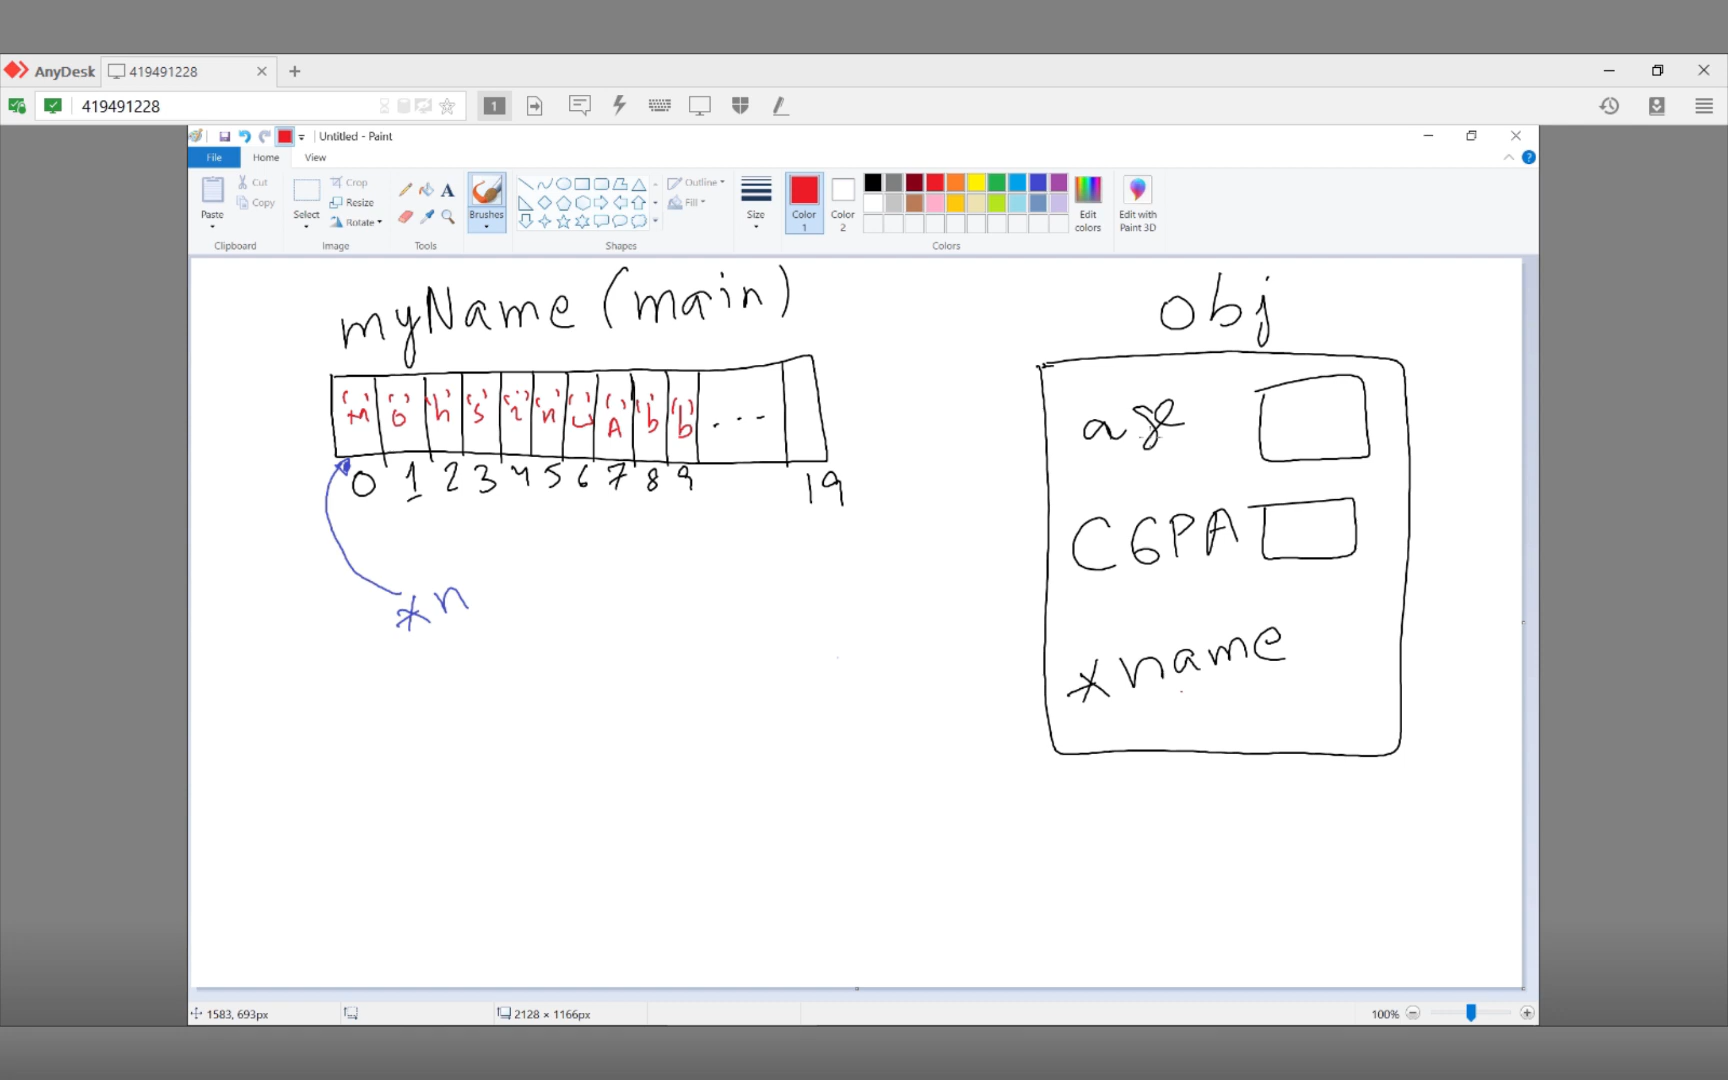 AnyDesk
419491228
419491228
1
Untitled - Paint
File
Home
View
Paste
Cut
Copy
Clipboard
Select
Crop
Resize
Rotate
Image
A
Tools
Brushes
Outline
Fill
Shapes
Size
Color 1
Color 2
Edit colors
Edit with Paint 3D
Colors
?
myName (main)
'M' 'o' 'h' 's' 'i' 'n' '␣' 'A' 'b' 'b' ...
0 1 2 3 4 5 6 7 8 9 19
*n
obj
age
CGPA
*name
1583, 693px
2128 × 1166px
100%